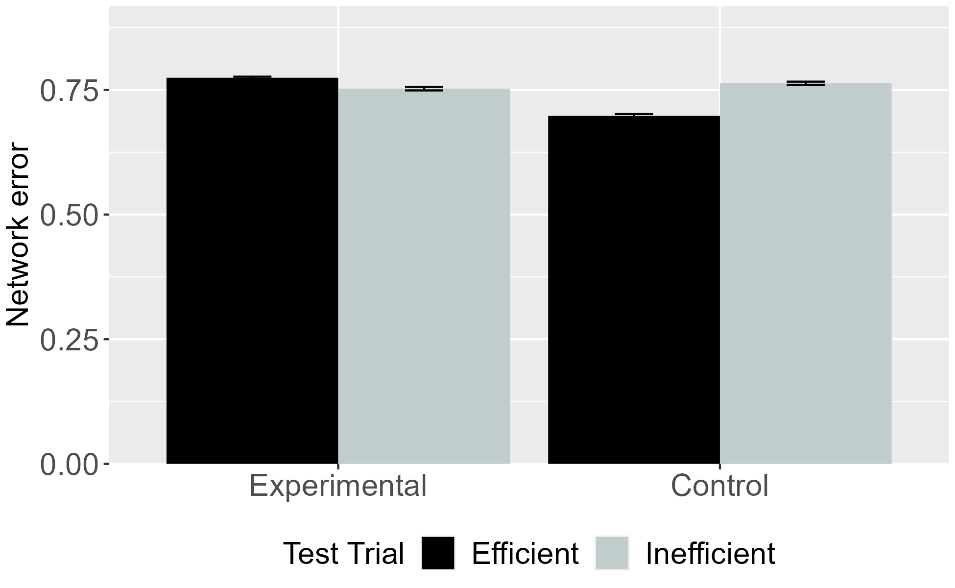 Network error
0.75
0.50
0.25
0.00
Experimental Control
Test Trial Efficient Inefficient